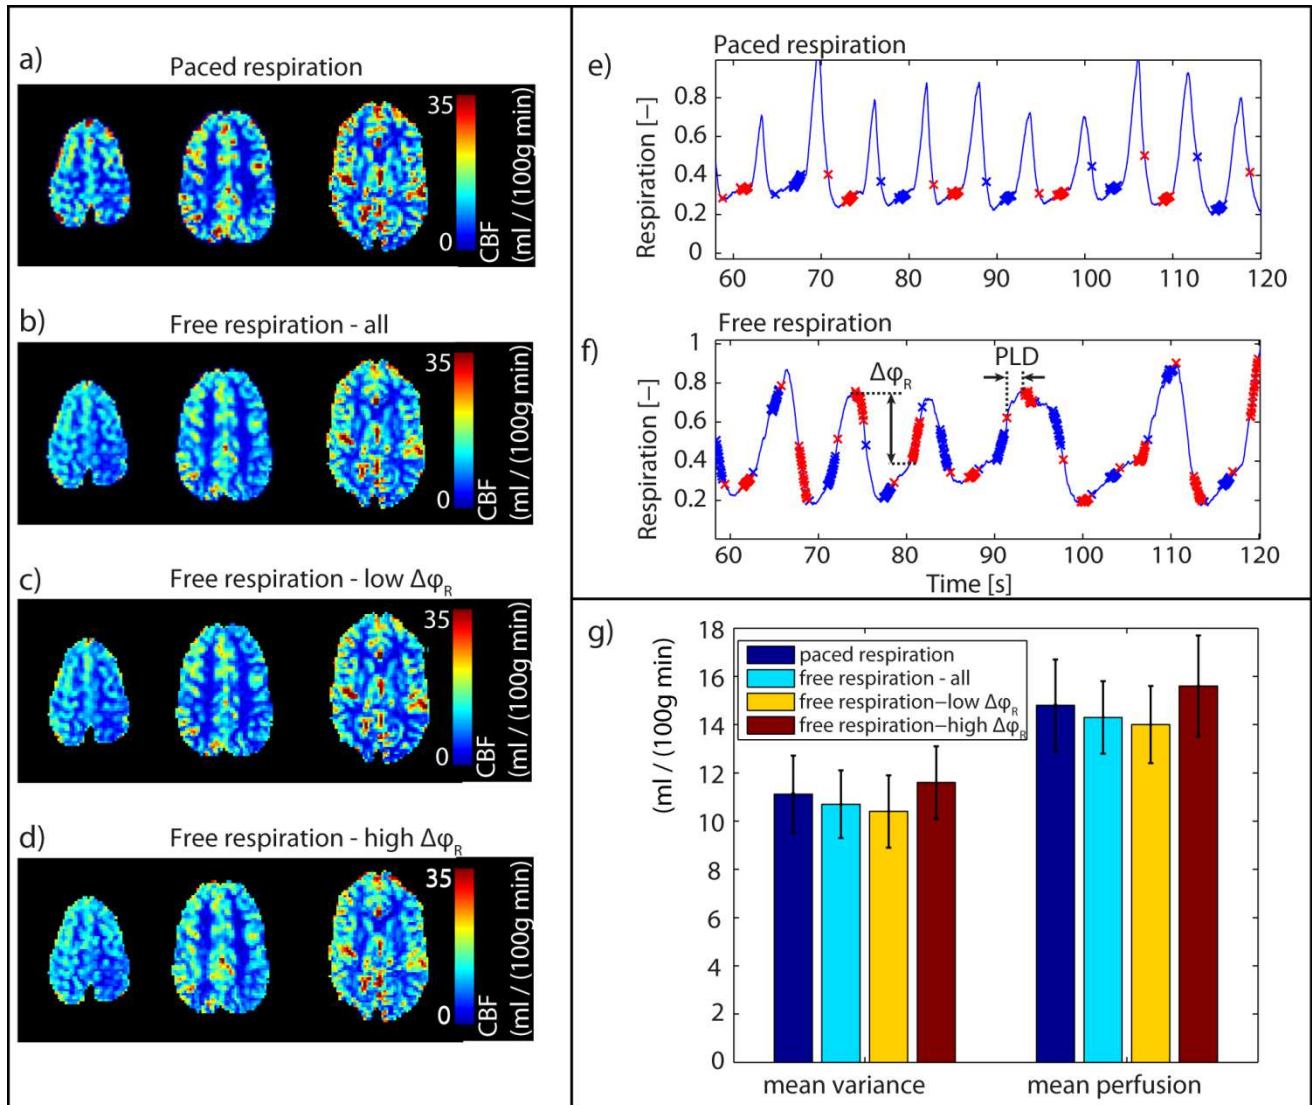 a)
Paced respiration
35
0
CBF
(ml / (100g min)
b)
Free respiration - all
35
0
CBF
(ml / (100g min)
c)
Free respiration - low Δφ_R
35
0
CBF
(ml / (100g min)
d)
Free respiration - high Δφ_R
35
0
CBF
(ml / (100g min)
e)
Paced respiration
Respiration [–]
0.8
0.6
0.4
0.2
0
60 70 80 90 100 110 120
f)
Free respiration
Respiration [–]
1
0.8
0.6
0.4
0.2
Δφ_R
PLD
60 70 80 90 100 110 120
Time [s]
g)
(ml / (100g min)
18
16
14
12
10
8
6
4
2
0
paced respiration
free respiration - all
free respiration–low Δφ_R
free respiration–high Δφ_R
mean variance
mean perfusion